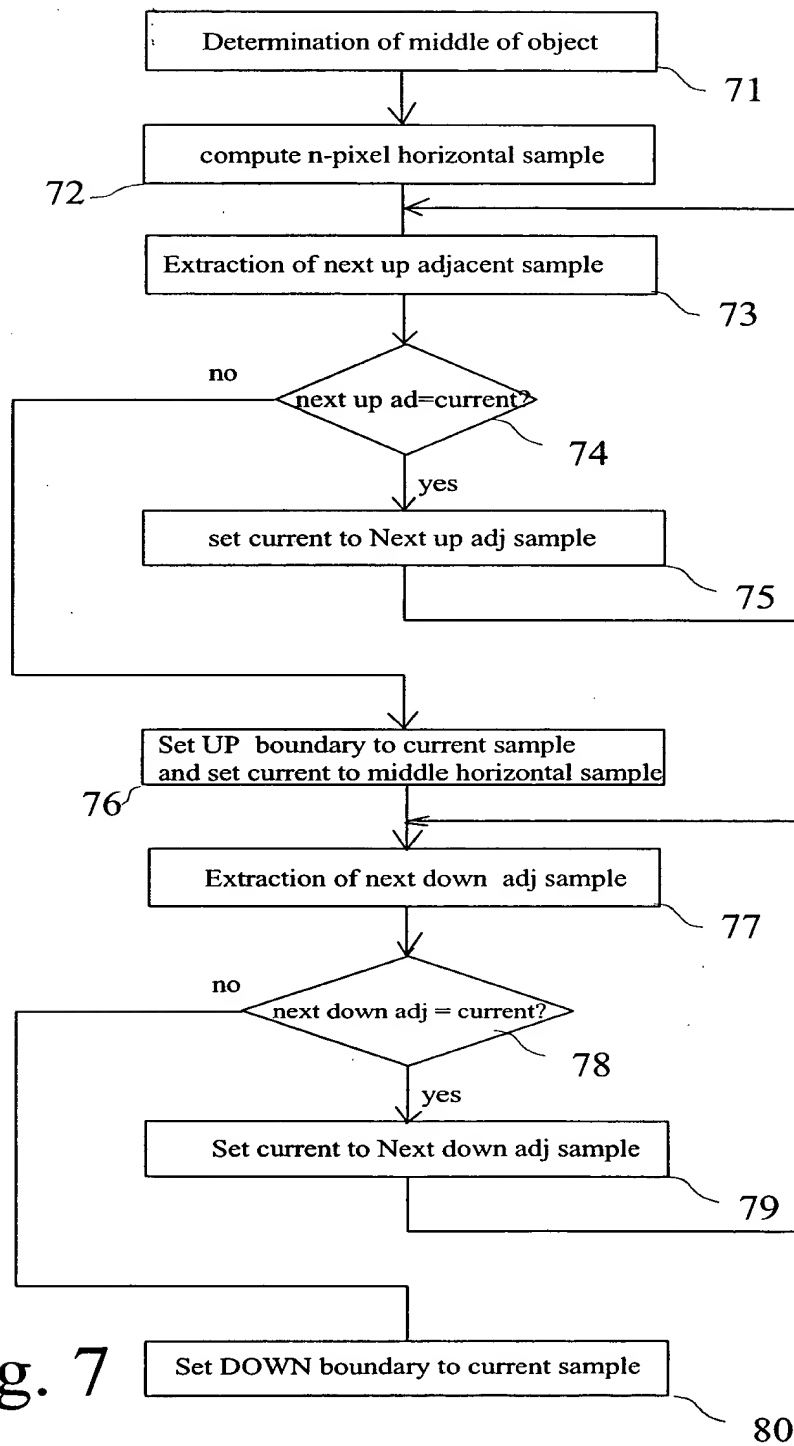 Determination of middle of object
71
compute n-pixel horizontal sample
72
Extraction of next up adjacent sample
73
no
next up ad=current?
74
yes
set current to Next up adj sample
75
Set UP boundary to current sample
and set current to middle horizontal sample
76
Extraction of next down adj sample
77
no
next down adj = current?
78
yes
Set current to Next down adj sample
79
g. 7
Set DOWN boundary to current sample
80